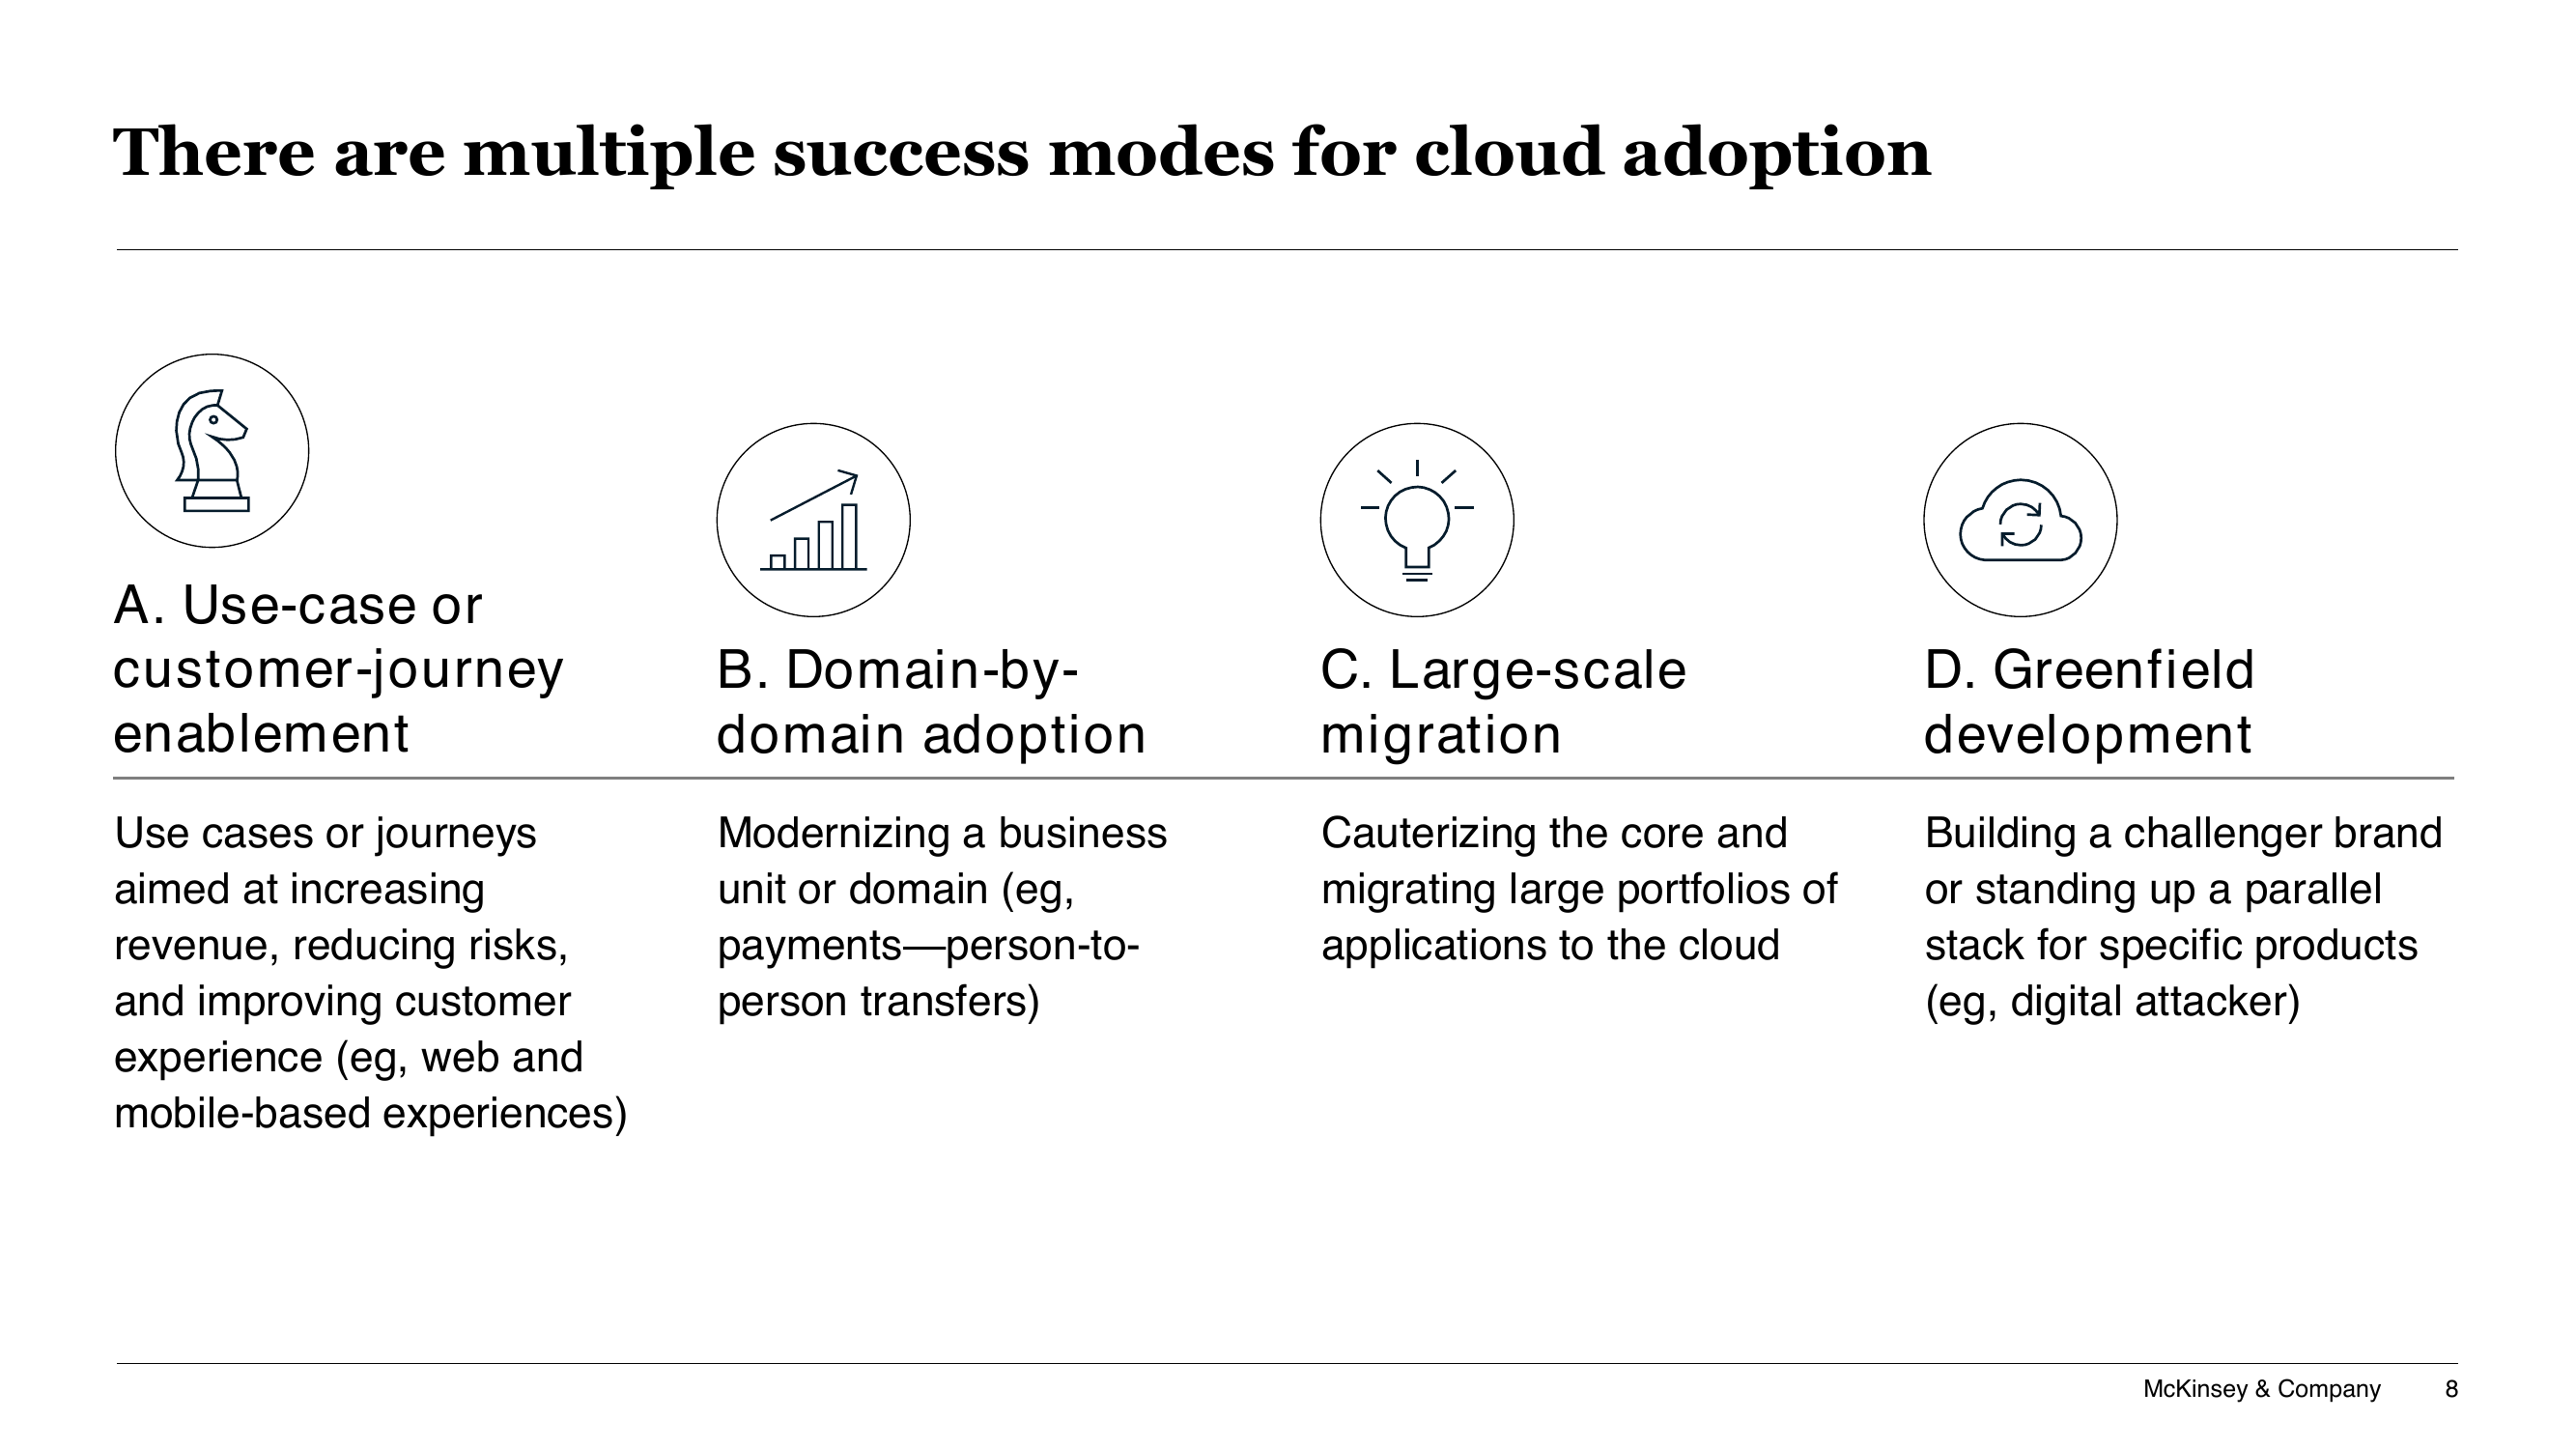 There are multiple success modes for cloud adoption
A. Use-case or
customer-journey
enablement
Use cases or journeys
aimed at increasing
revenue, reducing risks,
and improving customer
experience (eg, web and
mobile-based experiences)
B. Domain-by-
domain adoption
Modernizing a business
unit or domain (eg,
payments—person-to-
person transfers)
C. Large-scale
migration
Cauterizing the core and
migrating large portfolios of
applications to the cloud
D. Greenfield
development
Building a challenger brand
or standing up a parallel
stack for specific products
(eg, digital attacker)
McKinsey & Company 8